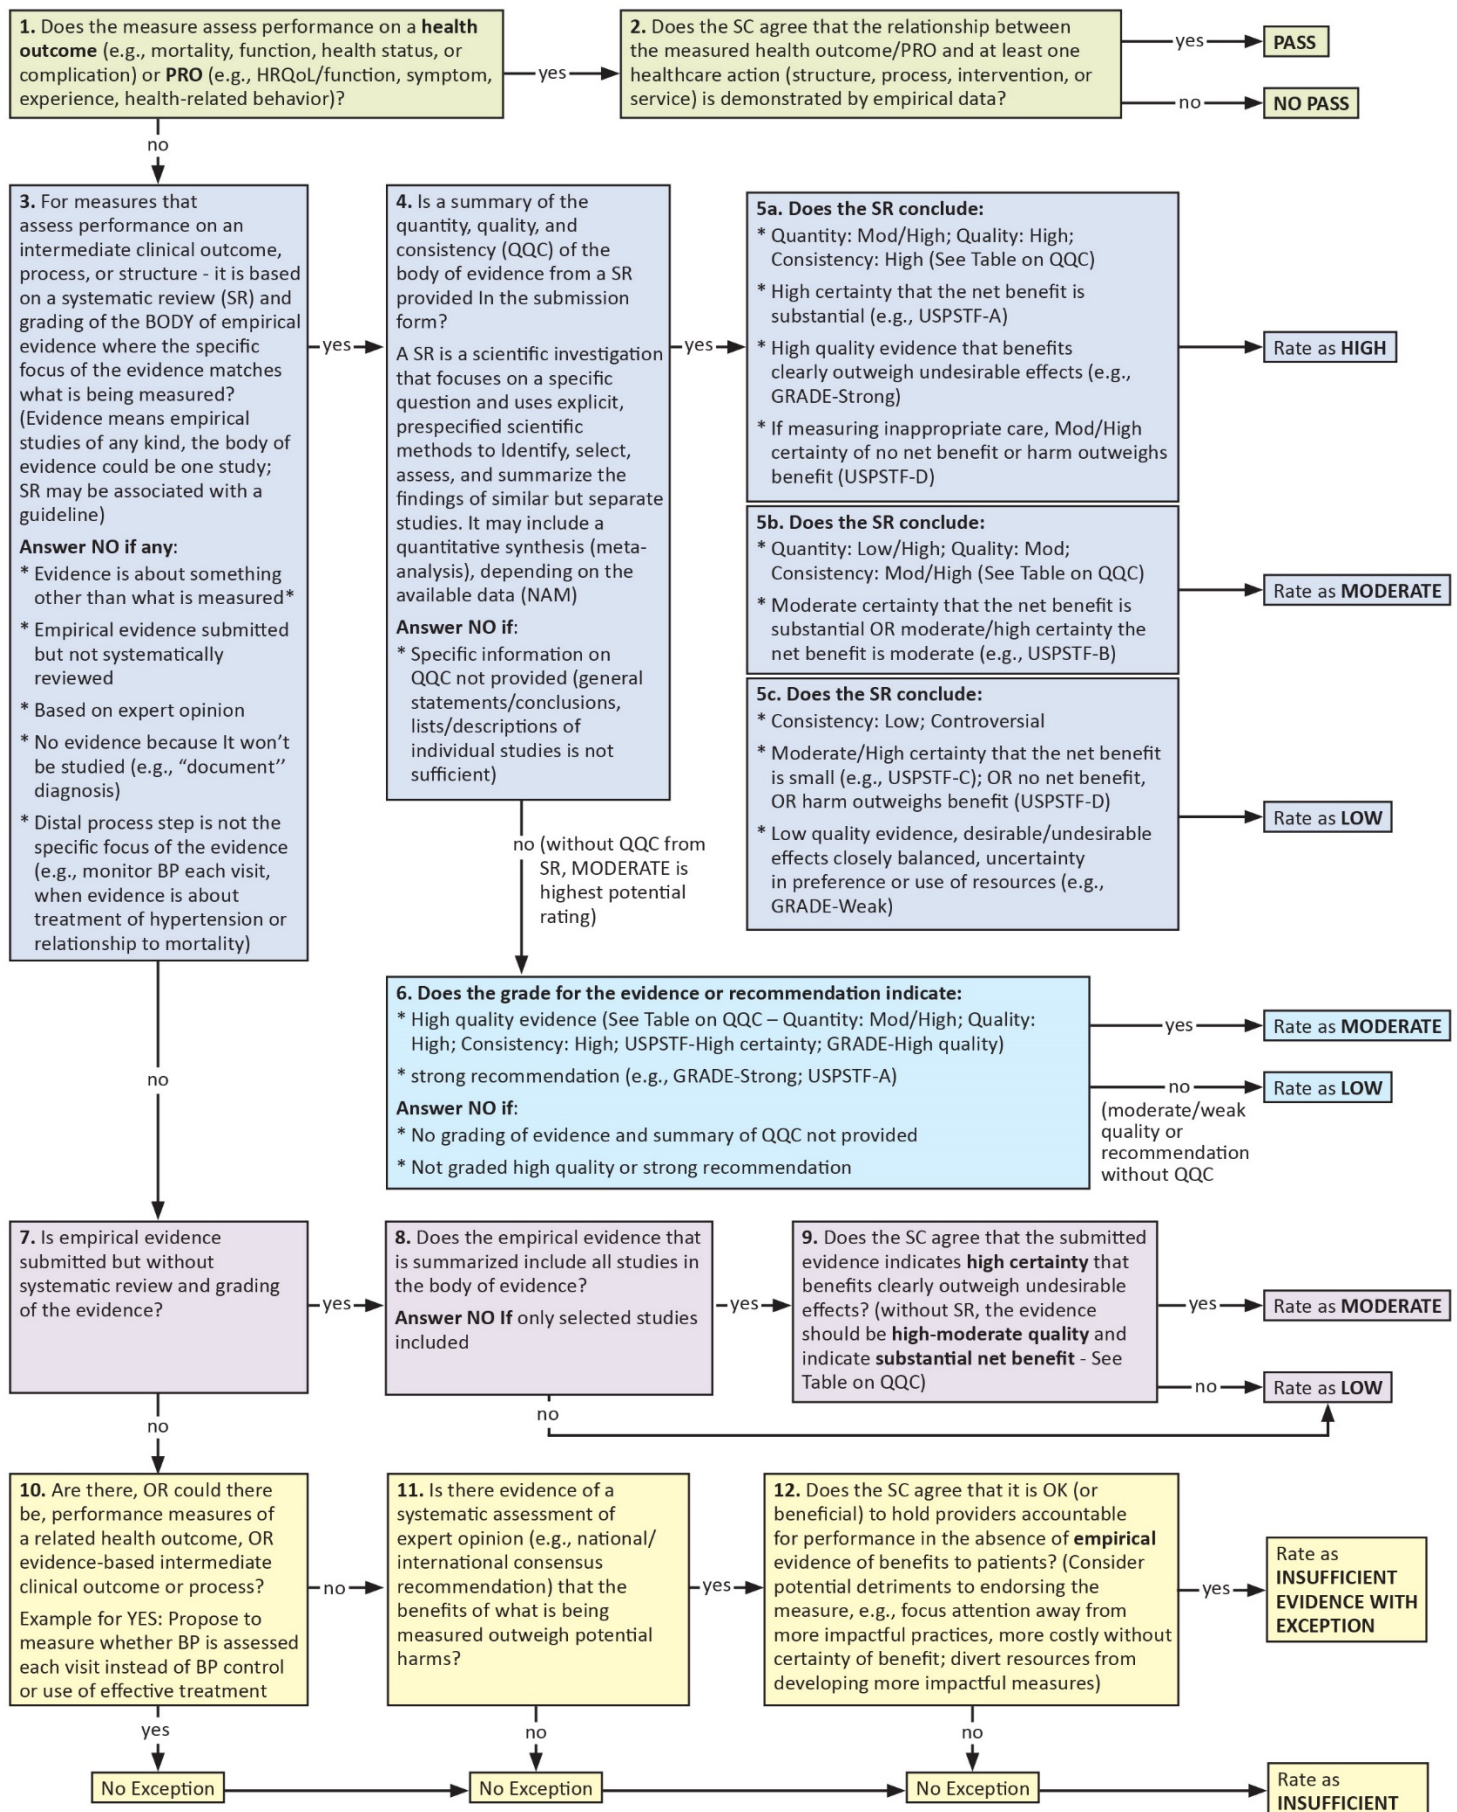 1. Does the measure assess performance on a health
outcome (e.g., mortality, function, health status, or
complication) or PRO (e.g., HRQoL/function, symptom,
experience, health-related behavior)?
yes
2. Does the SC agree that the relationship between
the measured health outcome/PRO and at least one
healthcare action (structure, process, intervention, or
service) is demonstrated by empirical data?
yes
PASS
no
NO PASS
no
3. For measures that
assess performance on an
intermediate clinical outcome,
process, or structure - it is based
on a systematic review (SR) and
grading of the BODY of empirical
evidence where the specific
focus of the evidence matches
what is being measured?
(Evidence means empirical
studies of any kind, the body of
evidence could be one study;
SR may be associated with a
guideline)
Answer NO if any:
* Evidence is about something
other than what is measured*
* Empirical evidence submitted
but not systematically
reviewed
* Based on expert opinion
* No evidence because It won't
be studied (e.g., "document"
diagnosis)
* Distal process step is not the
specific focus of the evidence
(e.g., monitor BP each visit,
when evidence is about
treatment of hypertension or
relationship to mortality)
yes
4. Is a summary of the
quantity, quality, and
consistency (QQC) of the
body of evidence from a SR
provided In the submission
form?
A SR is a scientific investigation
that focuses on a specific
question and uses explicit,
prespecified scientific
methods to Identify, select,
assess, and summarize the
findings of similar but separate
studies. It may include a
quantitative synthesis (meta-
analysis), depending on the
available data (NAM)
Answer NO if:
* Specific information on
QQC not provided (general
statements/conclusions,
lists/descriptions of
individual studies is not
sufficient)
yes
5a. Does the SR conclude:
* Quantity: Mod/High; Quality: High;
Consistency: High (See Table on QQC)
* High certainty that the net benefit is
substantial (e.g., USPSTF-A)
* High quality evidence that benefits
clearly outweigh undesirable effects (e.g.,
GRADE-Strong)
* If measuring inappropriate care, Mod/High
certainty of no net benefit or harm outweighs
benefit (USPSTF-D)
Rate as HIGH
5b. Does the SR conclude:
* Quantity: Low/High; Quality: Mod;
Consistency: Mod/High (See Table on QQC)
* Moderate certainty that the net benefit is
substantial OR moderate/high certainty the
net benefit is moderate (e.g., USPSTF-B)
Rate as MODERATE
5c. Does the SR conclude:
* Consistency: Low; Controversial
* Moderate/High certainty that the net benefit
is small (e.g., USPSTF-C); OR no net benefit,
OR harm outweighs benefit (USPSTF-D)
* Low quality evidence, desirable/undesirable
effects closely balanced, uncertainty
in preference or use of resources (e.g.,
GRADE-Weak)
Rate as LOW
no (without QQC from
SR, MODERATE is
highest potential
rating)
6. Does the grade for the evidence or recommendation indicate:
* High quality evidence (See Table on QQC – Quantity: Mod/High; Quality:
High; Consistency: High; USPSTF-High certainty; GRADE-High quality)
* strong recommendation (e.g., GRADE-Strong; USPSTF-A)
Answer NO if:
* No grading of evidence and summary of QQC not provided
* Not graded high quality or strong recommendation
yes
Rate as MODERATE
no
(moderate/weak
quality or
recommendation
without QQC
Rate as LOW
no
7. Is empirical evidence
submitted but without
systematic review and grading
of the evidence?
yes
8. Does the empirical evidence that
is summarized include all studies in
the body of evidence?
Answer NO If only selected studies
included
yes
9. Does the SC agree that the submitted
evidence indicates high certainty that
benefits clearly outweigh undesirable
effects? (without SR, the evidence
should be high-moderate quality and
indicate substantial net benefit - See
Table on QQC)
yes
Rate as MODERATE
no
Rate as LOW
no
no
10. Are there, OR could there
be, performance measures of
a related health outcome, OR
evidence-based intermediate
clinical outcome or process?
Example for YES: Propose to
measure whether BP is assessed
each visit instead of BP control
or use of effective treatment
no
11. Is there evidence of a
systematic assessment of
expert opinion (e.g., national/
international consensus
recommendation) that the
benefits of what is being
measured outweigh potential
harms?
yes
12. Does the SC agree that it is OK (or
beneficial) to hold providers accountable
for performance in the absence of empirical
evidence of benefits to patients? (Consider
potential detriments to endorsing the
measure, e.g., focus attention away from
more impactful practices, more costly without
certainty of benefit; divert resources from
developing more impactful measures)
yes
Rate as
INSUFFICIENT
EVIDENCE WITH
EXCEPTION
yes
no
no
No Exception
No Exception
No Exception
Rate as
INSUFFICIENT